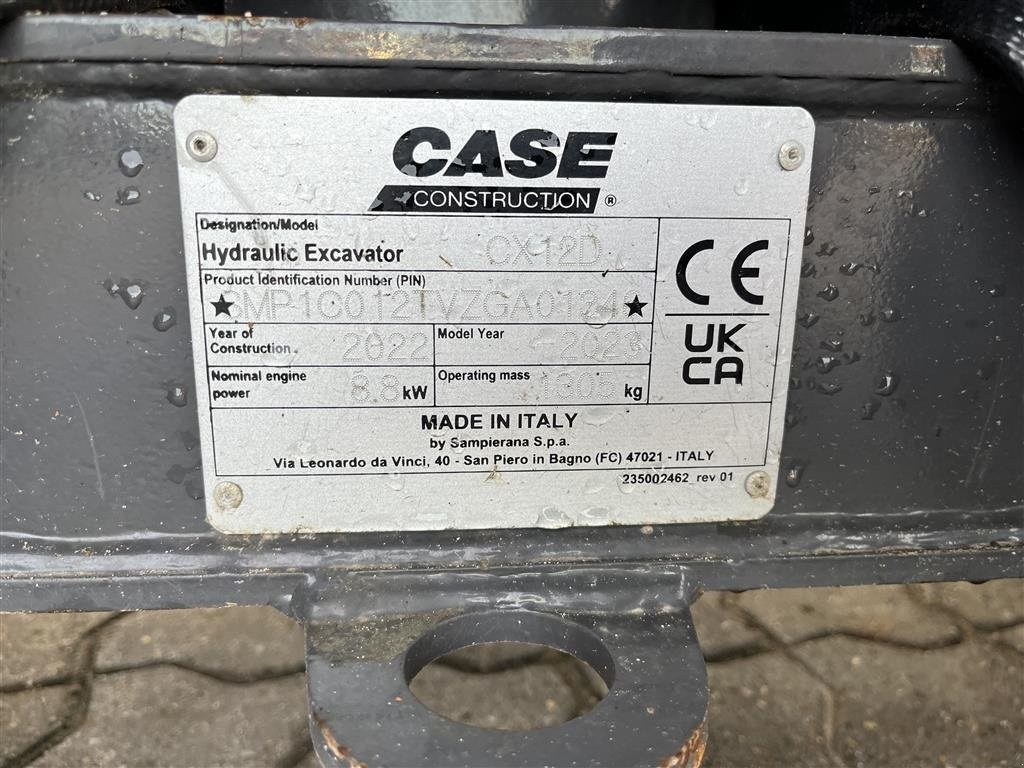 CASE
CONSTRUCTION ®
Designation/Model
Hydraulic Excavator CX12D
Product Identification Number (PIN)
Year of
Construction 2022 Model Year 2023
Nominal engine
power 8.8 kW Operating mass 1305 kg
CE
UK
CA
MADE IN ITALY
by Sampierana S.p.a.
Via Leonardo da Vinci, 40 - San Piero in Bagno (FC) 47021 - ITALY
235002462_rev 01